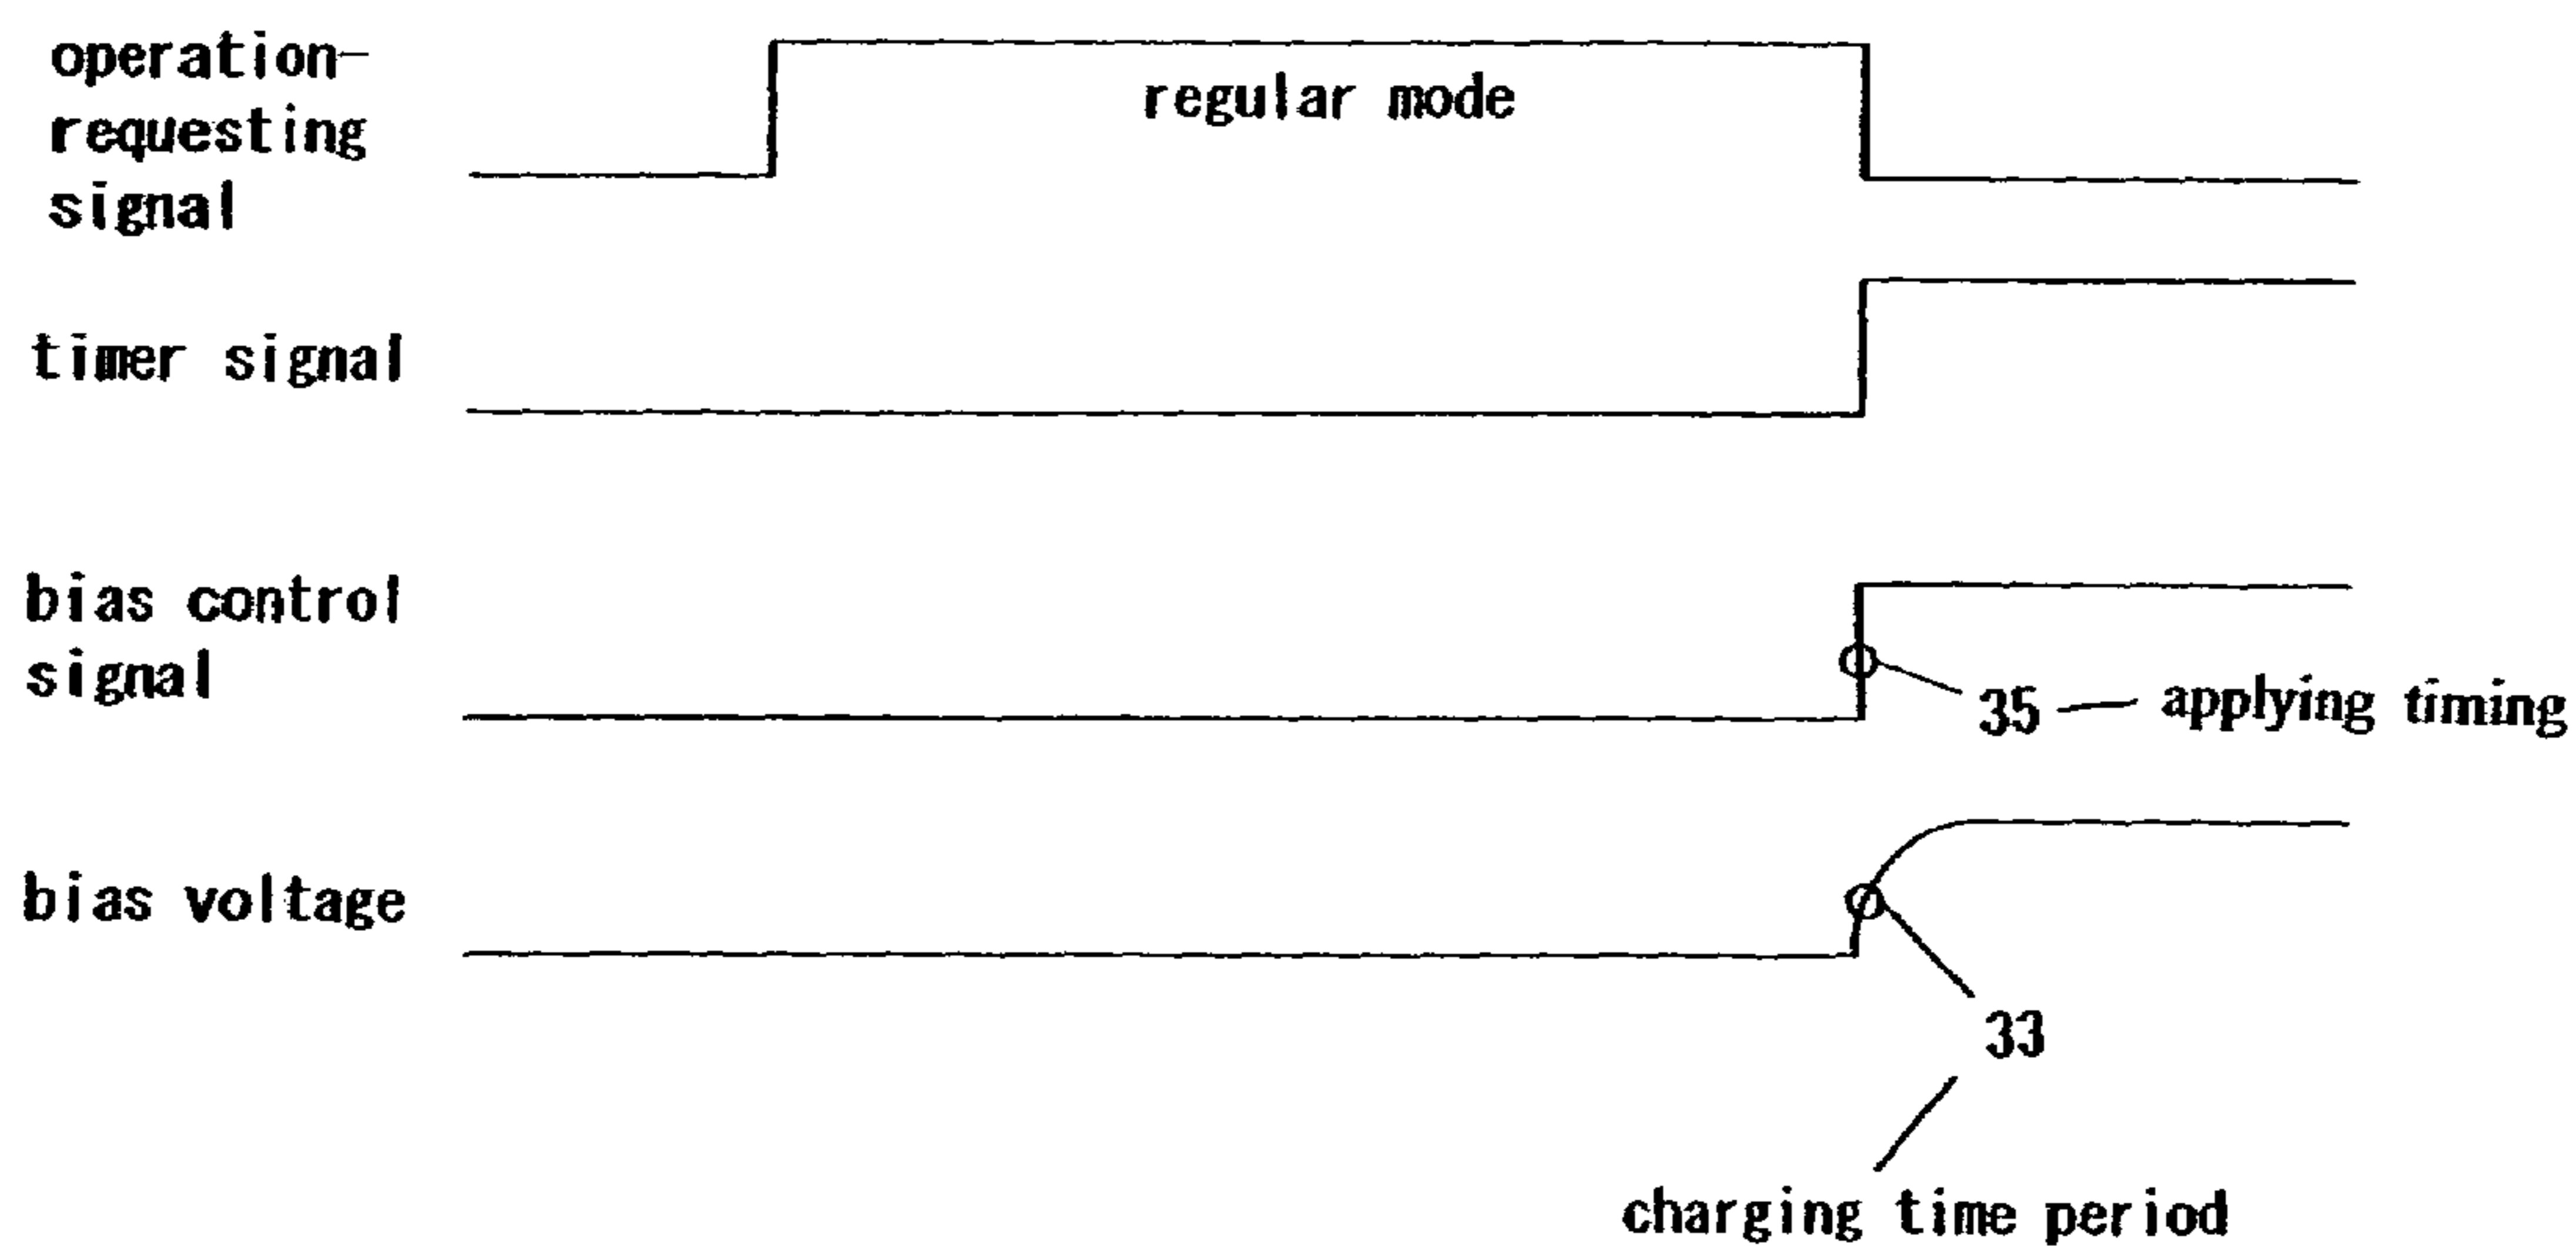 operation-
requesting
signal
regular mode
timer signal
bias control
signal
35 — applying timing
bias voltage
33
charging time period